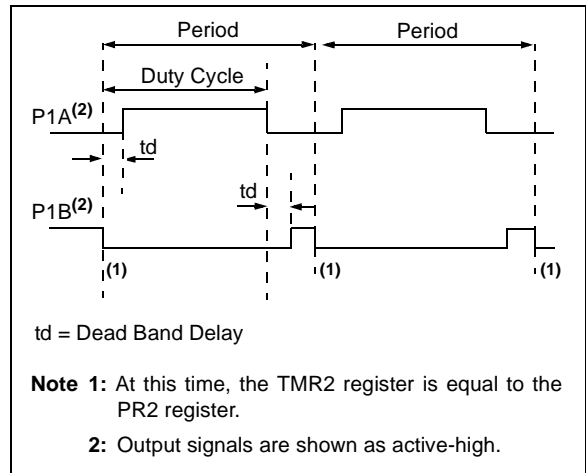 Period Period
Duty Cycle
P1A(2)
td
td
P1B(2)
(1) (1) (1)
td = Dead Band Delay
Note 1: At this time, the TMR2 register is equal to the
PR2 register.
2: Output signals are shown as active-high.